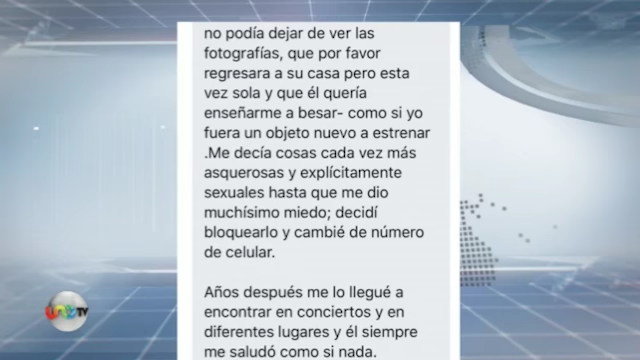 no podía dejar de ver las
fotografías, que por favor
regresara a su casa pero esta
vez sola y que él quería
enseñarme a besar- como si yo
fuera un objeto nuevo a estrenar
.Me decía cosas cada vez más
asquerosas y explícitamente
sexuales hasta que me dio
muchísimo miedo; decidí
bloquearlo y cambié de número
de celular.
Años después me lo llegué a
encontrar en conciertos y en
diferentes lugares y él siempre
me saludó como si nada.
UNO TV